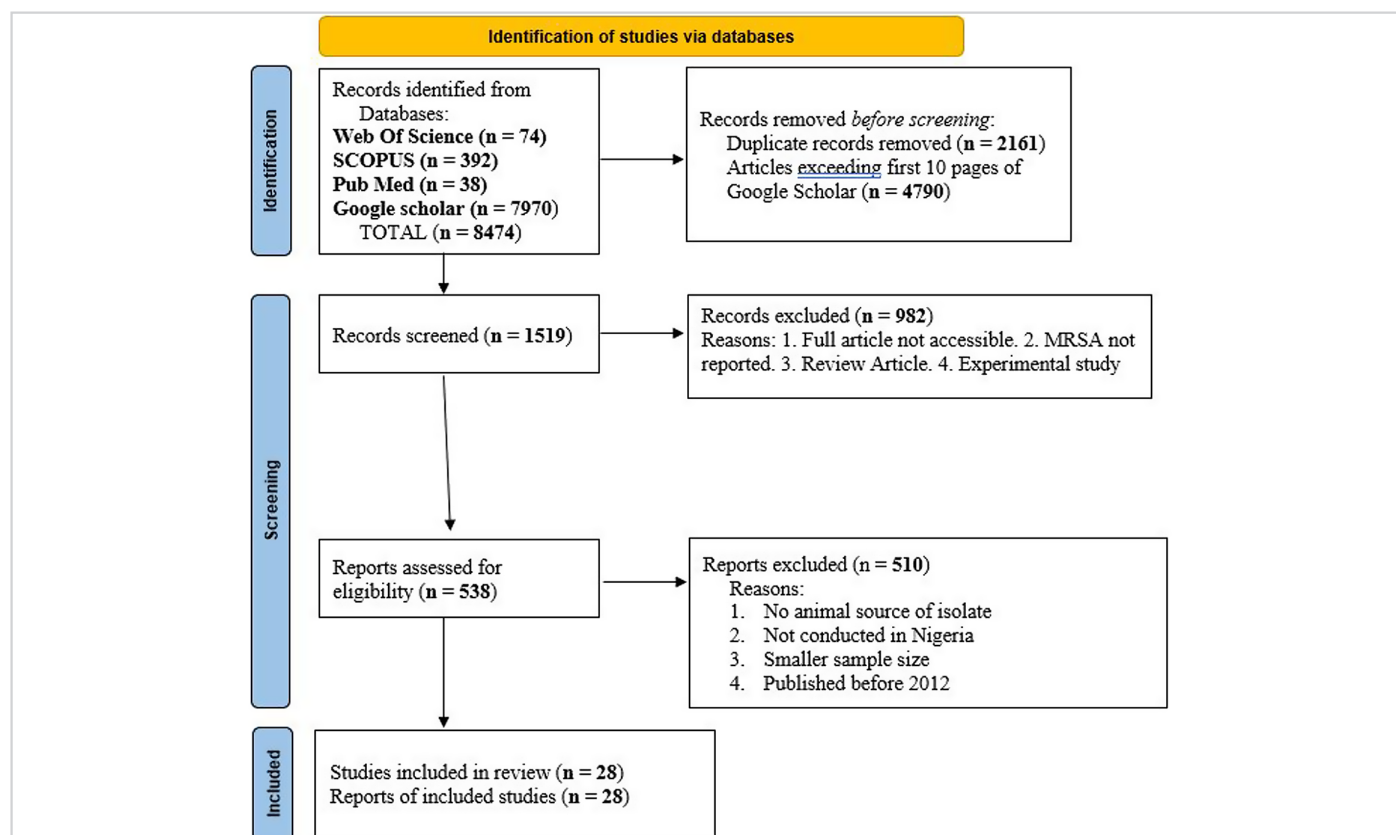 Identification of studies via databases
Identification
Records identified from
Databases:
Web Of Science (n = 74)
SCOPUS (n = 392)
Pub Med (n = 38)
Google scholar (n = 7970)
TOTAL (n = 8474)
Records removed before screening:
Duplicate records removed (n = 2161)
Articles exceeding first 10 pages of
Google Scholar (n = 4790)
Screening
Records screened (n = 1519)
Records excluded (n = 982)
Reasons: 1. Full article not accessible. 2. MRSA not
reported. 3. Review Article. 4. Experimental study
Reports assessed for
eligibility (n = 538)
Reports excluded (n = 510)
Reasons:
1. No animal source of isolate
2. Not conducted in Nigeria
3. Smaller sample size
4. Published before 2012
Included
Studies included in review (n = 28)
Reports of included studies (n = 28)